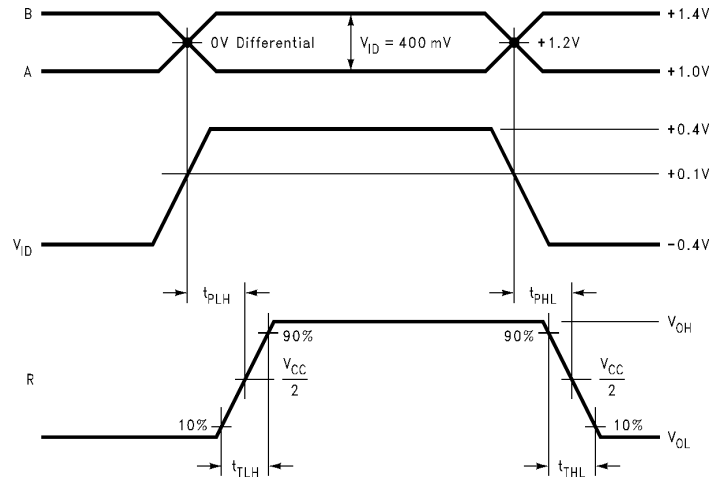 B
+1.4V
0V Differential
V_ID = 400 mV
+1.2V
A
+1.0V
+0.4V
+0.1V
V_ID
-0.4V
t_PLH
t_PHL
V_OH
90%
90%
R
V_CC
2
V_CC
2
10%
10%
V_OL
t_TLH
t_THL